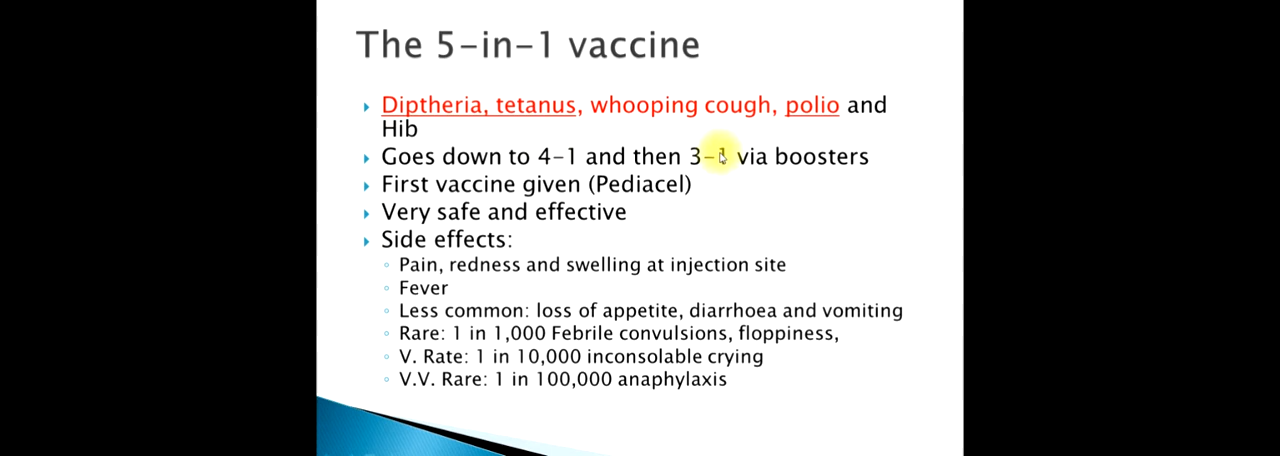 The 5-in-1 vaccine
Diptheria, tetanus, whooping cough, polio and
Hib
Goes down to 4-1 and then 3-1 via boosters
First vaccine given (Pediacel)
Very safe and effective
Side effects:
Pain, redness and swelling at injection site
Fever
Less common: loss of appetite, diarrhoea and vomiting
Rare: 1 in 1,000 Febrile convulsions, floppiness,
V. Rate: 1 in 10,000 inconsolable crying
V.V. Rare: 1 in 100,000 anaphylaxis